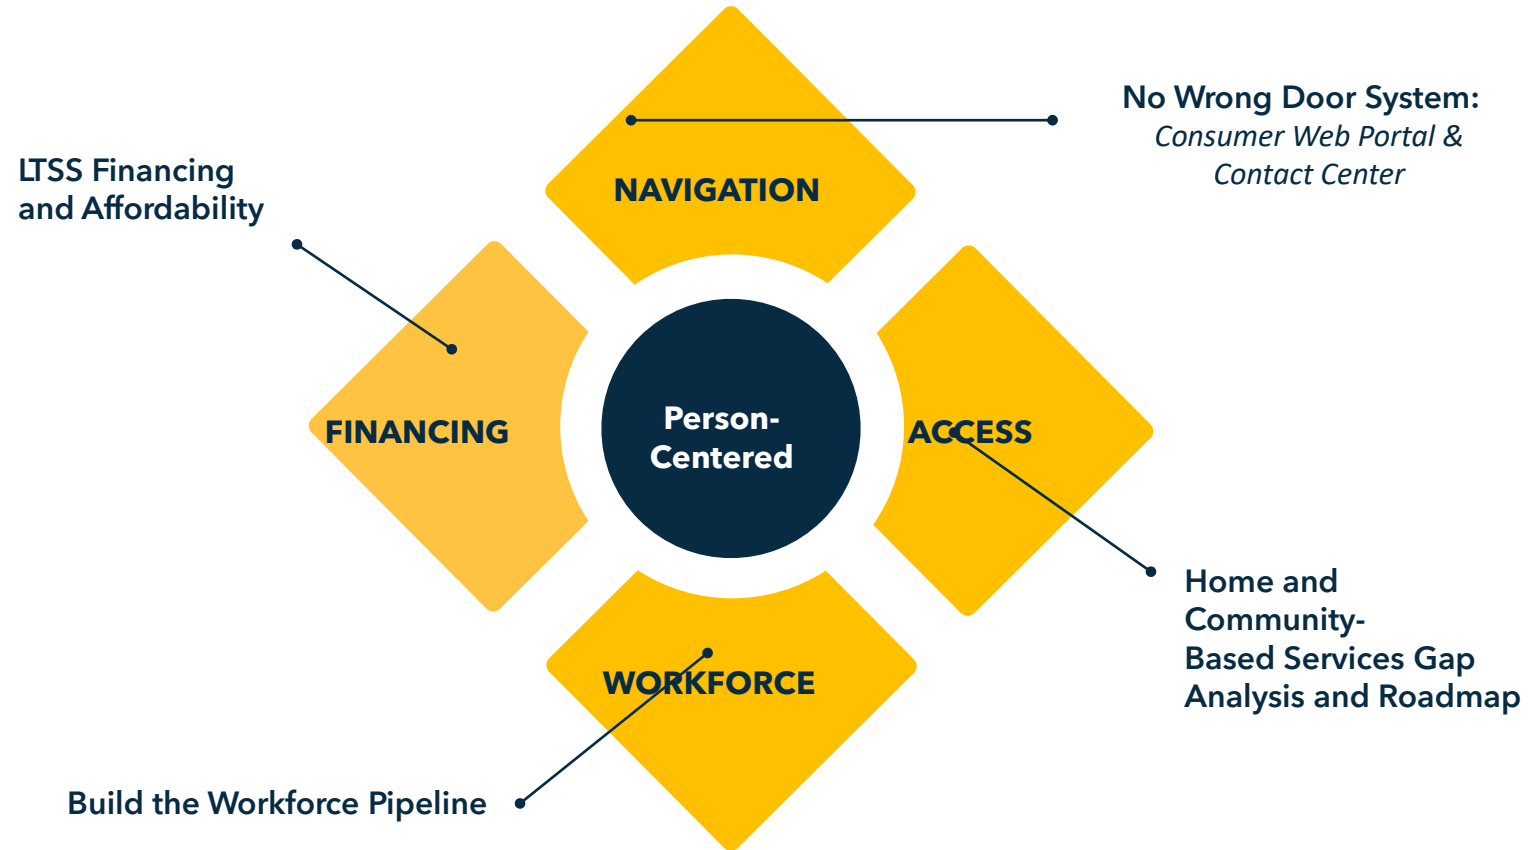 No Wrong Door System:
Consumer Web Portal &
Contact Center
LTSS Financing
and Affordability
NAVIGATION
FINANCING
Person-
Centered
ACCESS
Home and
Community-
Based Services Gap
Analysis and Roadmap
WORKFORCE
Build the Workforce Pipeline